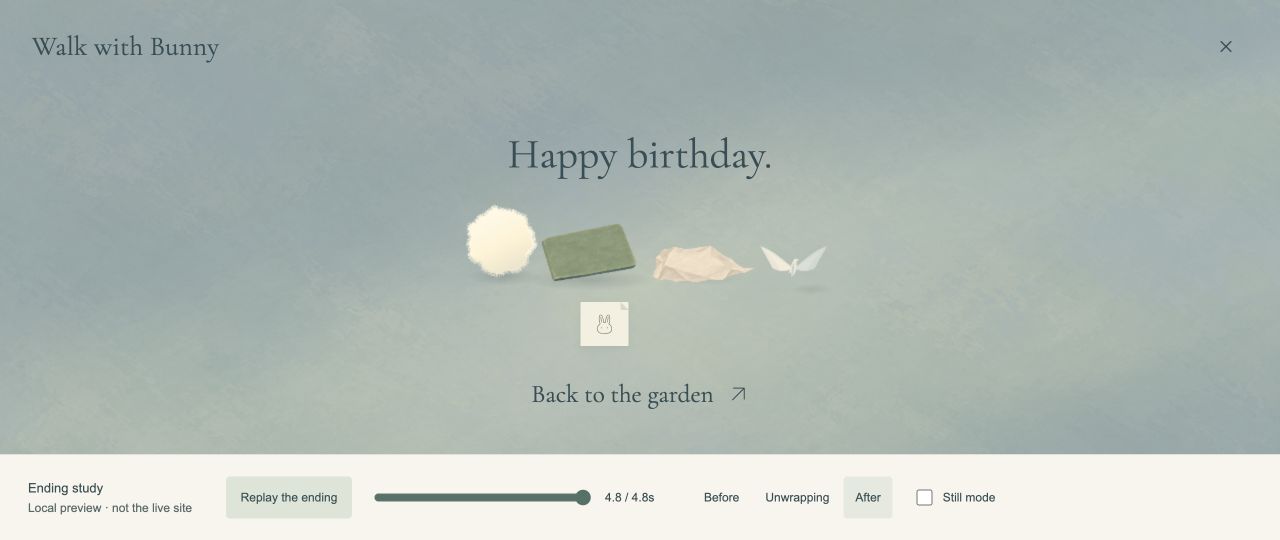 Walk with Bunny
Happy birthday.
Back to the garden
Ending study
Local preview · not the live site
Replay the ending
4.8 / 4.8s
Before
Unwrapping
After
Still mode